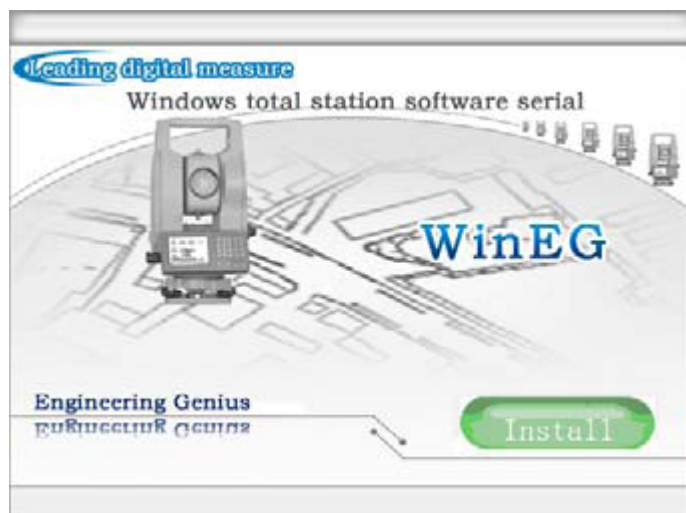 Leading digital measure
Windows total station software serial
WinEG
Engineering Genius
Install